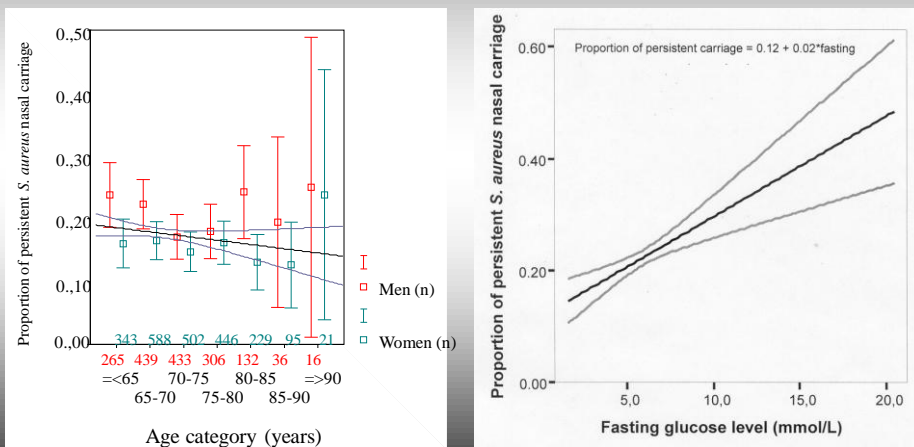 0,50
0,40
0,30
0,20
0,10
0,00
Proportion of persistent S. aureus nasal carriage
343 588 502 446 229 95 21
265 439 433 306 132 36 16
=<65 70-75 80-85 =>90
65-70 75-80 85-90
Age category (years)
Men (n)
Women (n)
Proportion of persistent carriage = 0.12 + 0.02*fasting
0.60
0.40
0.20
0.00
Proportion of persistent S. aureus nasal carriage
5,0 10,0 15,0 20,0
Fasting glucose level (mmol/L)